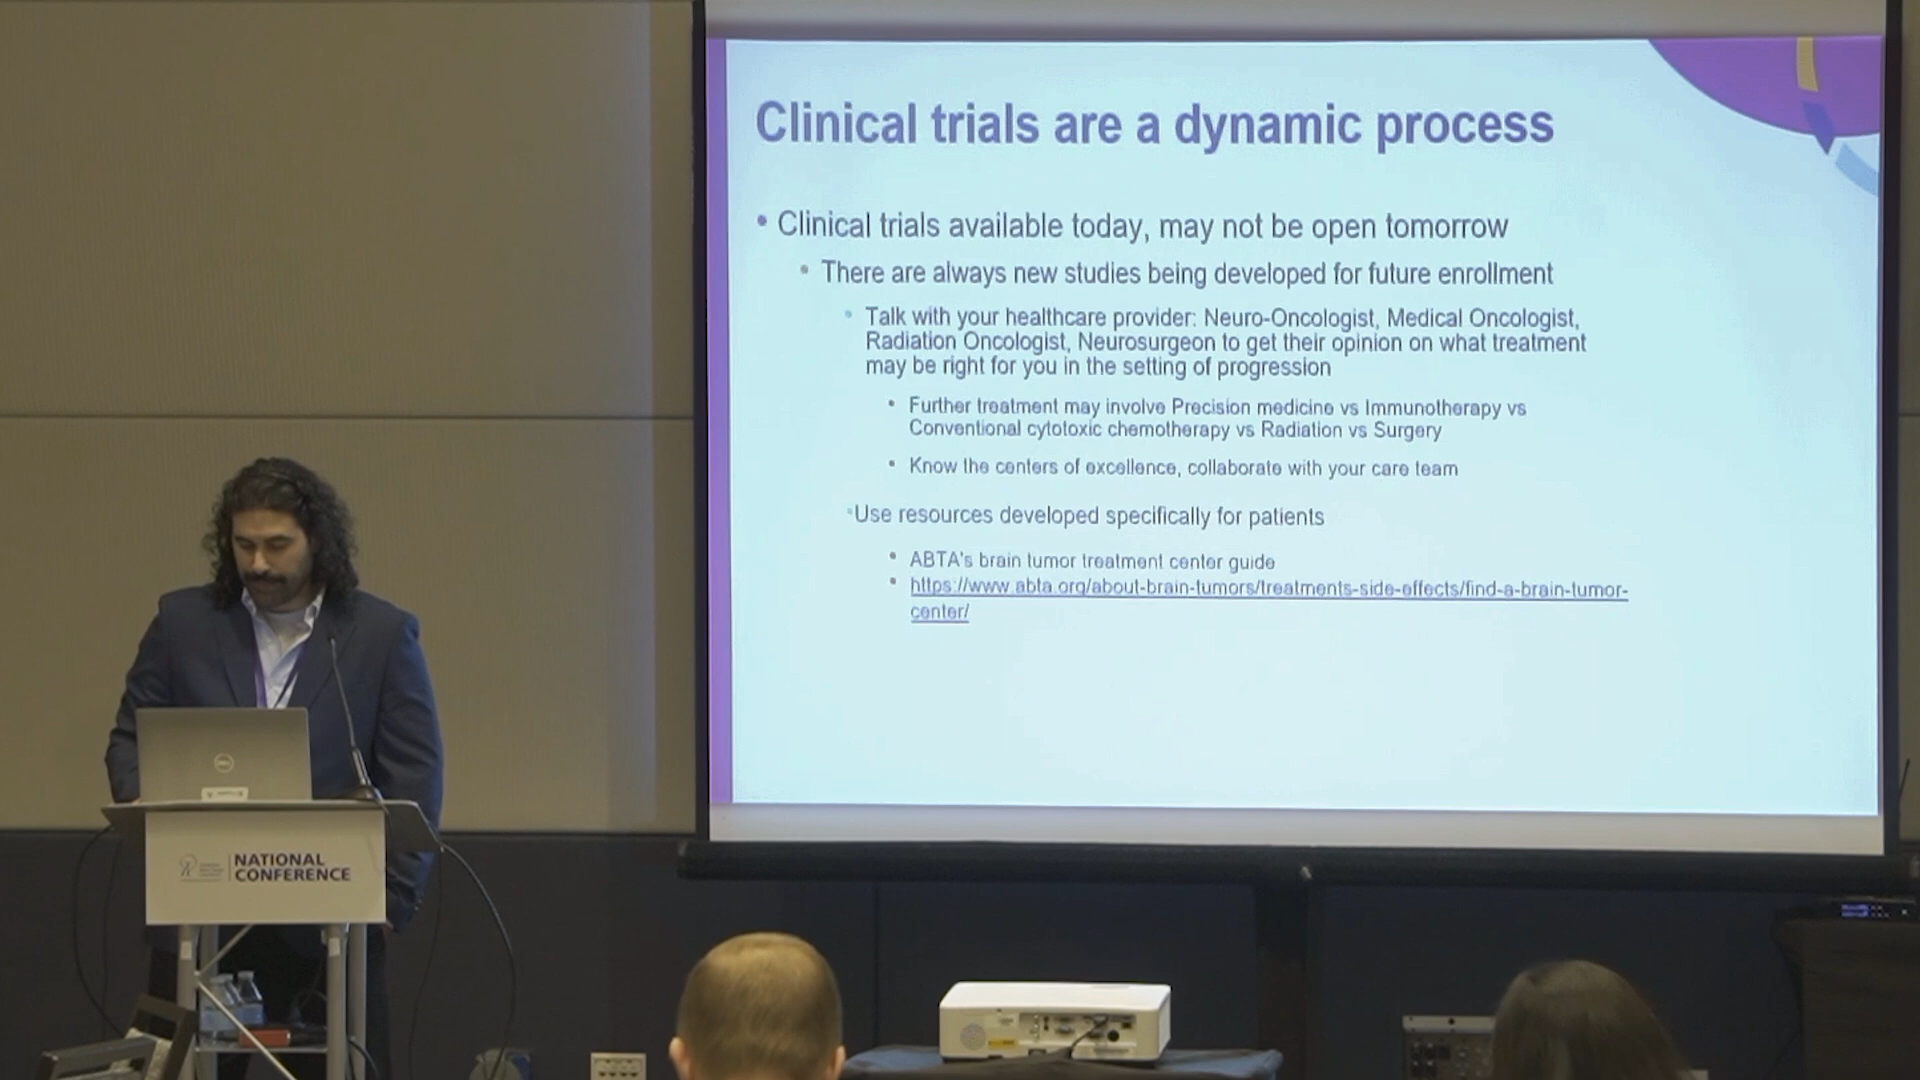 Clinical trials are a dynamic process
• Clinical trials available today, may not be open tomorrow
• There are always new studies being developed for future enrollment
• Talk with your healthcare provider: Neuro-Oncologist, Medical Oncologist,
Radiation Oncologist, Neurosurgeon to get their opinion on what treatment
may be right for you in the setting of progression
• Further treatment may involve Precision medicine vs Immunotherapy vs
Conventional cytotoxic chemotherapy vs Radiation vs Surgery
• Know the centers of excellence, collaborate with your care team
•Use resources developed specifically for patients
• ABTA's brain tumor treatment center guide
• https://www.abta.org/about-brain-tumors/treatments-side-effects/find-a-brain-tumor-
center/
DELL
NATIONAL
CONFERENCE